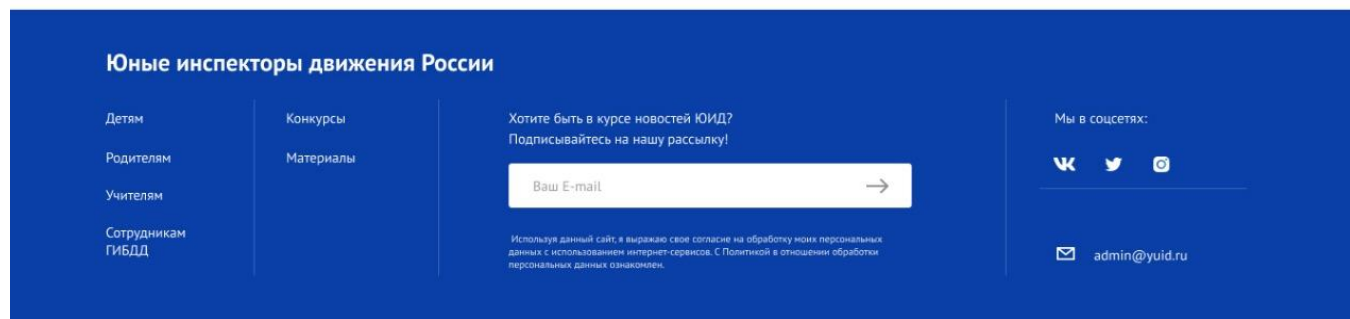 Юные инспекторы движения России
Детям
Родителям
Учителям
Сотрудникам
ГИБДД
Конкурсы
Материалы
Хотите быть в курсе новостей ЮИД?
Подписывайтесь на нашу рассылку!
Ваш E-mail
Используя данный сайт, я выражаю свое согласие на обработку моих персональных
данных с использованием интернет-сервисов. С Политикой в отношении обработки
персональных данных ознакомлен.
Мы в соцсетях:
admin@yuid.ru